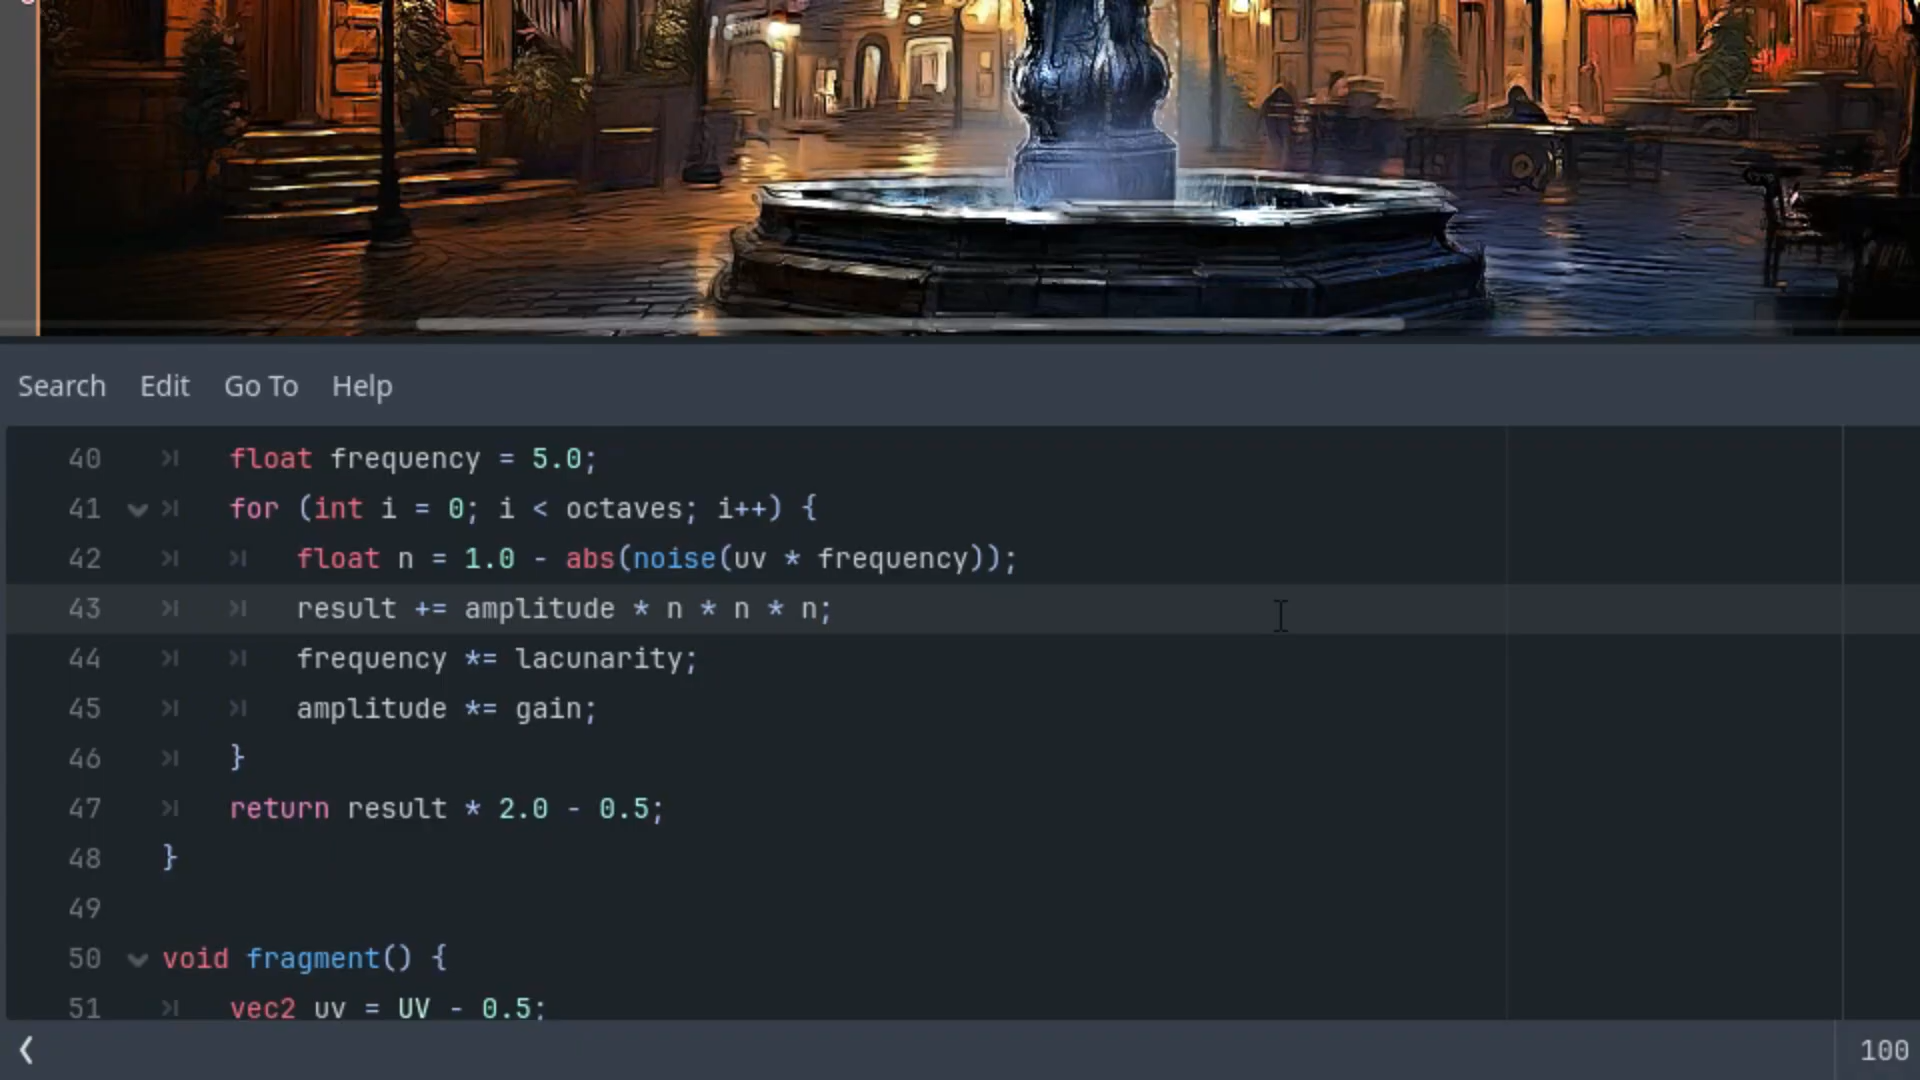 Search Edit Go To Help
40 float frequency = 5.0;
41 for (int i = 0; i < octaves; i++) {
42 float n = 1.0 - abs(noise(uv * frequency));
43 result += amplitude * n * n * n;
44 frequency *= lacunarity;
45 amplitude *= gain;
46 }
47 return result * 2.0 - 0.5;
48 }
49
50 void fragment() {
51 vec2 uv = UV - 0.5;
100